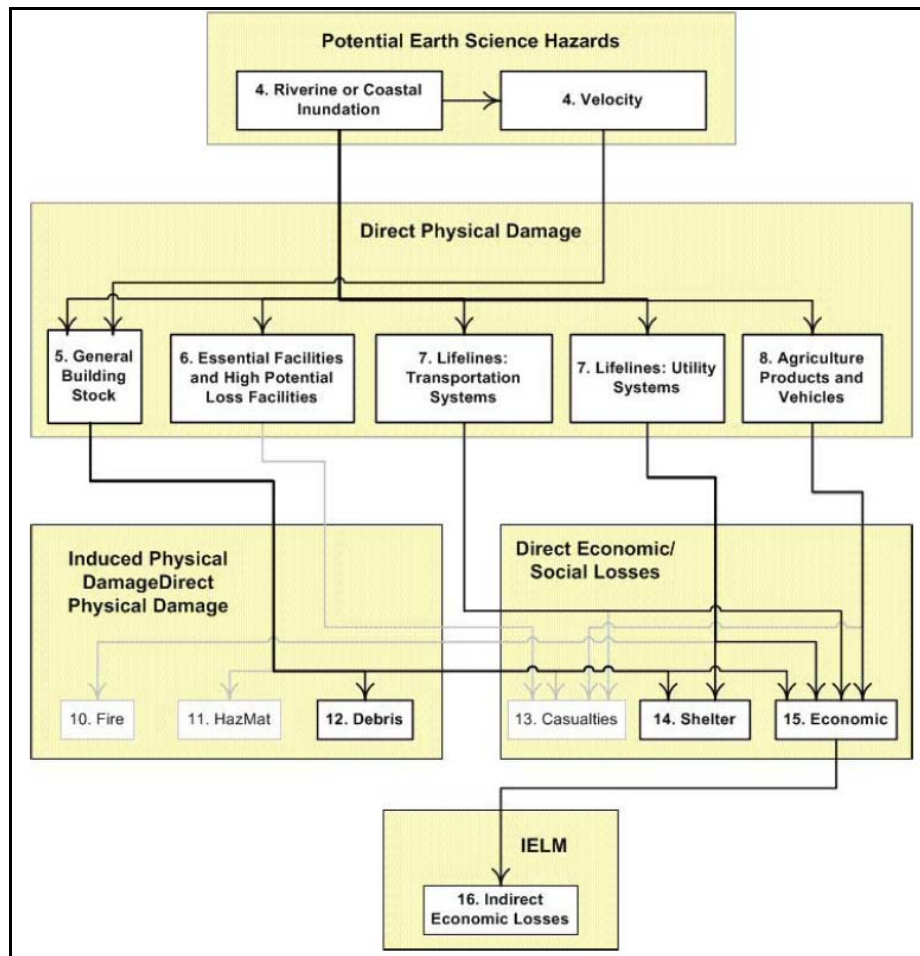 Potential Earth Science Hazards
4. Riverine or Coastal
Inundation
4. Velocity
Direct Physical Damage
5. General
Building
Stock
6. Essential Facilities
and High Potential
Loss Facilities
7. Lifelines:
Transportation
Systems
7. Lifelines: Utility
Systems
8. Agriculture
Products and
Vehicles
Induced Physical
DamageDirect
Physical Damage
10. Fire
11. HazMat
12. Debris
Direct Economic/
Social Losses
13. Casualties
14. Shelter
15. Economic
IELM
16. Indirect
Economic Losses